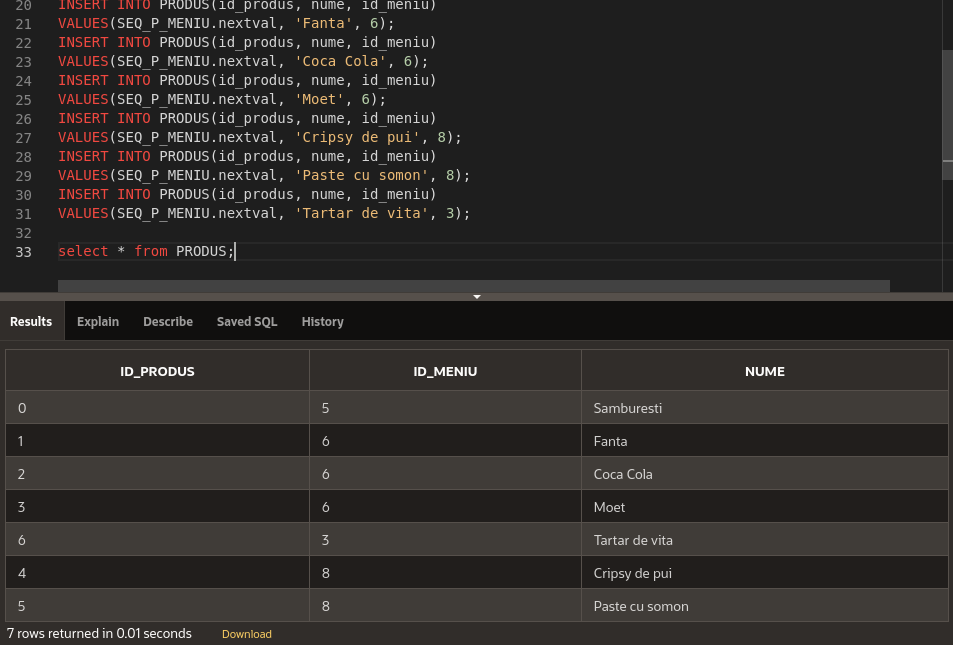 20 INSERT INTO PRODUS(id_produs, nume, id_meniu)
21 VALUES(SEQ_P_MENIU.nextval, 'Fanta', 6);
22 INSERT INTO PRODUS(id_produs, nume, id_meniu)
23 VALUES(SEQ_P_MENIU.nextval, 'Coca Cola', 6);
24 INSERT INTO PRODUS(id_produs, nume, id_meniu)
25 VALUES(SEQ_P_MENIU.nextval, 'Moet', 6);
26 INSERT INTO PRODUS(id_produs, nume, id_meniu)
27 VALUES(SEQ_P_MENIU.nextval, 'Cripsy de pui', 8);
28 INSERT INTO PRODUS(id_produs, nume, id_meniu)
29 VALUES(SEQ_P_MENIU.nextval, 'Paste cu somon', 8);
30 INSERT INTO PRODUS(id_produs, nume, id_meniu)
31 VALUES(SEQ_P_MENIU.nextval, 'Tartar de vita', 3);
32
33 select * from PRODUS;
Results Explain Describe Saved SQL History
ID_PRODUS ID_MENIU NUME
0 5 Samburesti
1 6 Fanta
2 6 Coca Cola
3 6 Moet
6 3 Tartar de vita
4 8 Cripsy de pui
5 8 Paste cu somon
7 rows returned in 0.01 seconds Download